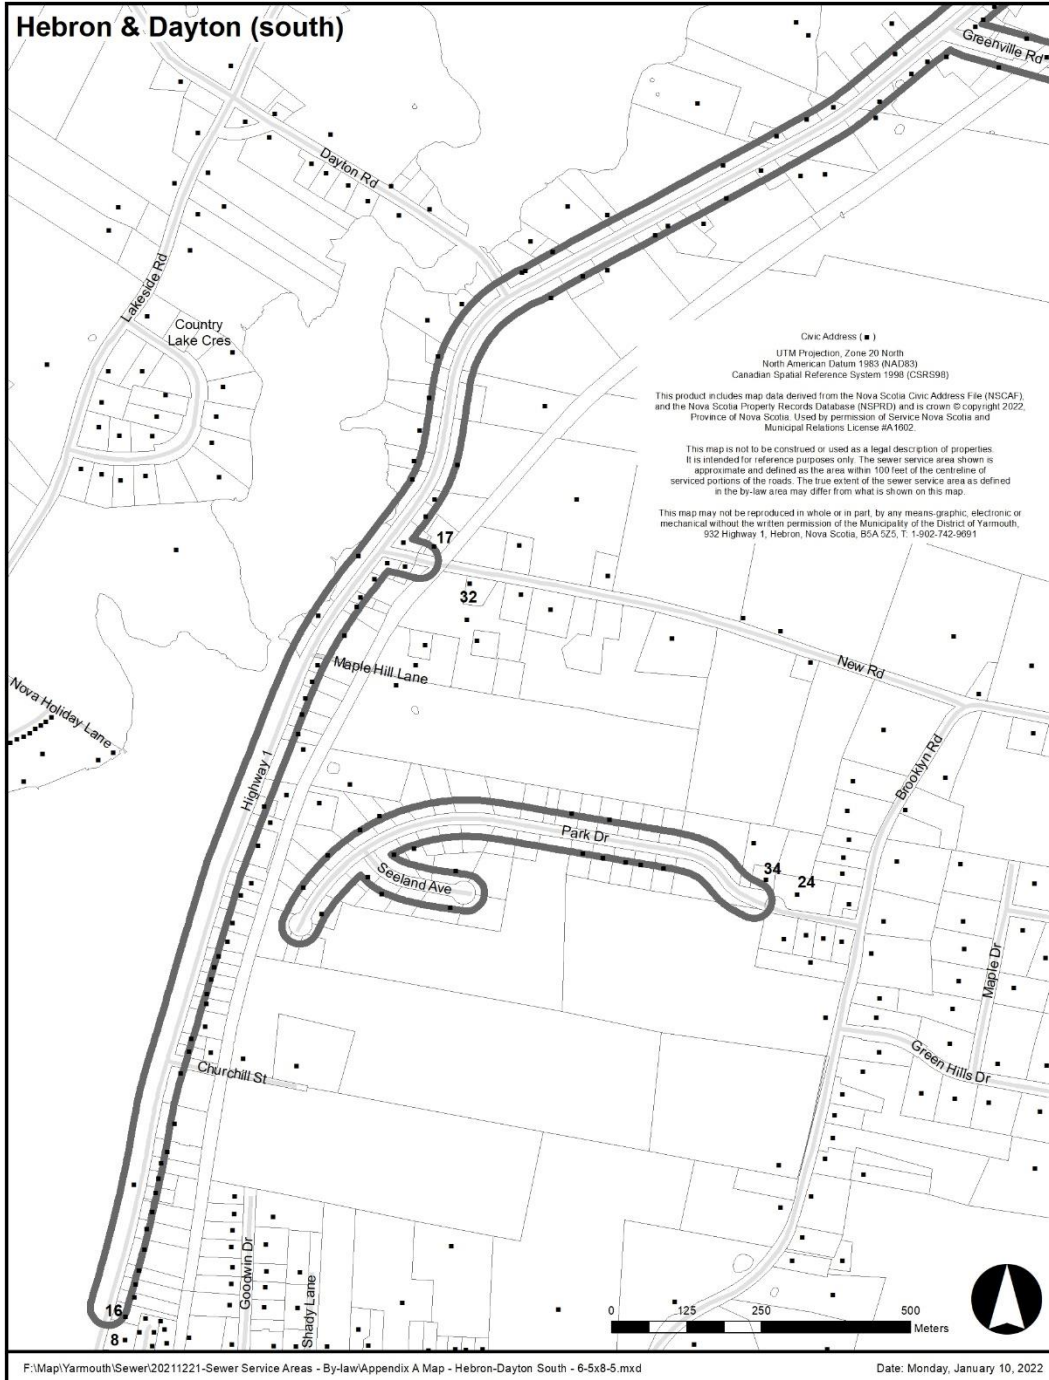 Hebron & Dayton (south)
Greenville Rd
Dayton Rd
Lakeside Rd
Country
Lake Cres
Civic Address ( ■ )
UTM Projection, Zone 20 North
North American Datum 1983 (NAD83)
Canadian Spatial Reference System 1998 (CSRS98)
This product includes map data derived from the Nova Scotia Civic Address File (NSCAF),
and the Nova Scotia Property Records Database (NSPRD) and is crown © copyright 2022,
Province of Nova Scotia. Used by permission of Service Nova Scotia and
Municipal Relations License #A1602.
This map is not to be construed or used as a legal description of properties.
It is intended for reference purposes only. The sewer service area shown is
approximate and defined as the area within 100 feet of the centreline of
serviced portions of the roads. The true extent of the sewer service area as defined
in the by-law area may differ from what is shown on this map.
This map may not be reproduced in whole or in part, by any means-graphic, electronic or
mechanical without the written permission of the Municipality of the District of Yarmouth,
932 Highway 1, Hebron, Nova Scotia, B5A 5Z5, T: 1-902-742-9691
17
32
Maple Hill Lane
New Rd
Nova Holiday Lane
Highway 1
Brooklyn Rd
Park Dr
Seeland Ave
34
24
Maple Dr
Green Hills Dr
Churchill St
Goodwin Dr
Shady Lane
16
8
0 125 250 500
Meters
F:\Map\Yarmouth\Sewer\20211221-Sewer Service Areas - By-law\Appendix A Map - Hebron-Dayton South - 6-5x8-5.mxd
Date: Monday, January 10, 2022